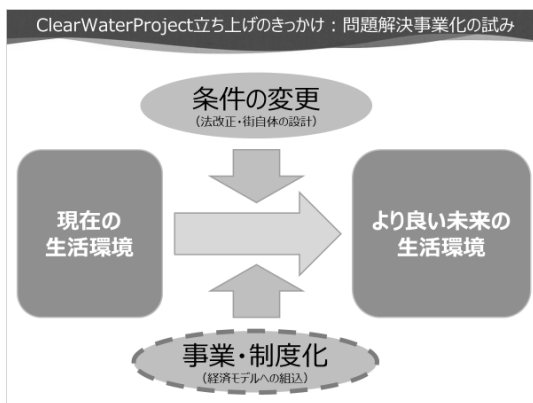 ClearWaterProject立ち上げのきっかけ：問題解決事業化の試み
条件の変更
（法改正・街自体の設計）
現在の
生活環境
より良い未来の
生活環境
事業・制度化
（経済モデルへの組込）